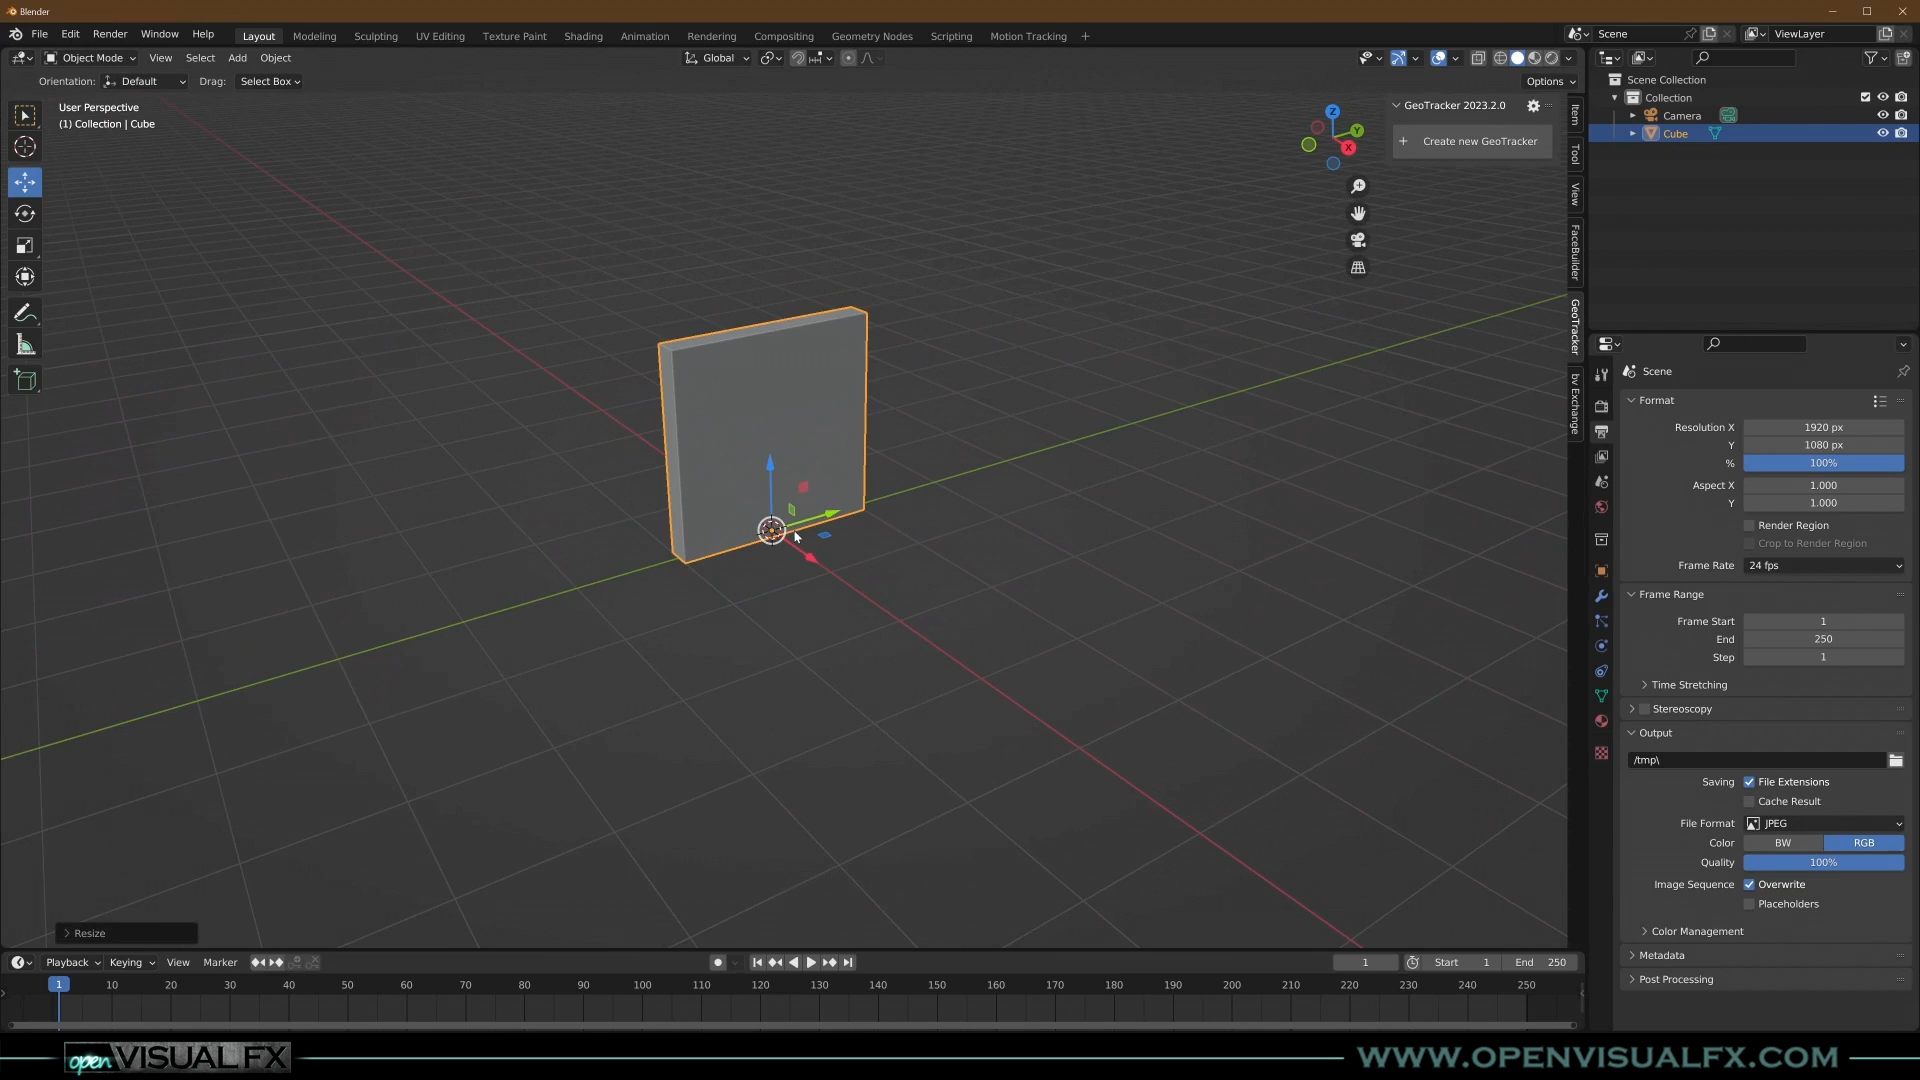 Blender
File Edit Render Window Help
Layout Modeling Sculpting UV Editing Texture Paint Shading Animation Rendering Compositing Geometry Nodes Scripting Motion Tracking +
Scene
ViewLayer
Object Mode View Select Add Object
Global
Orientation: Default Drag: Select Box
Options
User Perspective
(1) Collection | Cube
Z
Y
X
GeoTracker 2023.2.0
+ Create new GeoTracker
Item
Tool
View
FaceBuilder
GeoTracker
bv Exchange
Scene Collection
Collection
Camera
Cube
Scene
Format
Resolution X 1920 px
Y 1080 px
% 100%
Aspect X 1.000
Y 1.000
Render Region
Crop to Render Region
Frame Rate 24 fps
Frame Range
Frame Start 1
End 250
Step 1
Time Stretching
Stereoscopy
Output
/tmp\
Saving File Extensions
Cache Result
File Format JPEG
Color BW RGB
Quality 100%
Image Sequence Overwrite
Placeholders
Color Management
Metadata
Post Processing
Resize
Playback Keying View Marker
1 Start 1 End 250
1 10 20 30 40 50 60 70 80 90 100 110 120 130 140 150 160 170 180 190 200 210 220 230 240 250
open VISUALFX
WWW.OPENVISUALFX.COM